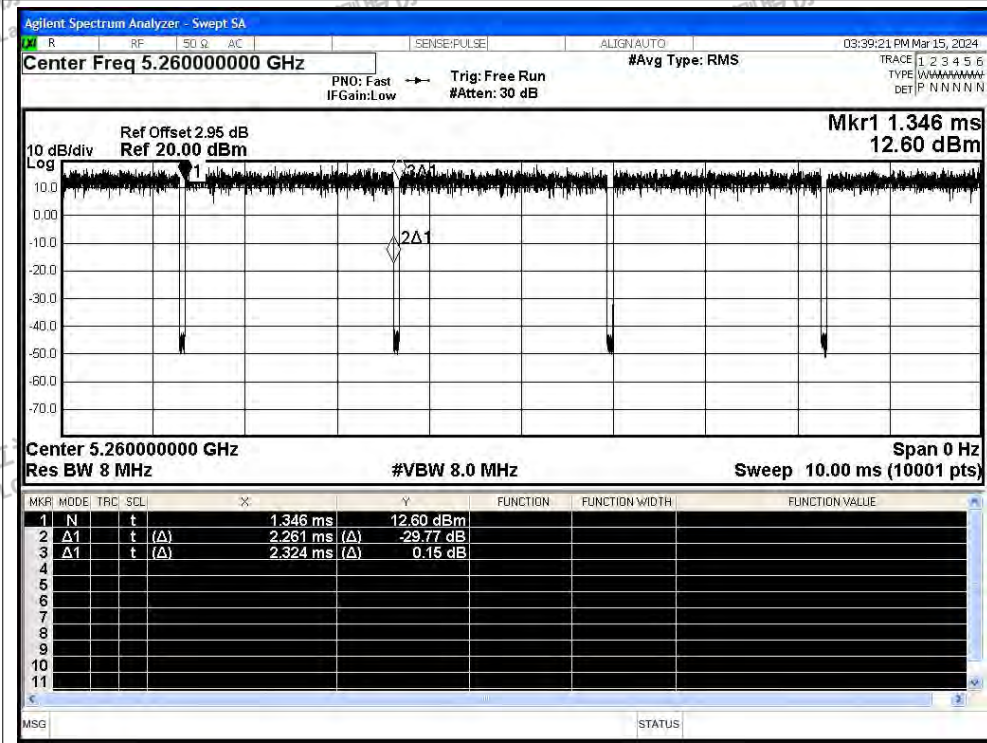 Agilent Spectrum Analyzer - Swept SA
LXI R RF 50 Ω AC SENSE:PULSE ALIGN AUTO 03:39:21 PM Mar 15, 2024
Center Freq 5.260000000 GHz
PNO: Fast
IFGain:Low
Trig: Free Run
#Atten: 30 dB
#Avg Type: RMS
TRACE 1 2 3 4 5 6
TYPE
DET P N N N N N
Mkr1 1.346 ms
12.60 dBm
Ref Offset 2.95 dB
10 dB/div Ref 20.00 dBm
Log
1
3Δ1
10.0
0.00
2Δ1
-10.0
-20.0
-30.0
-40.0
-50.0
-60.0
-70.0
Center 5.260000000 GHz Span 0 Hz
Res BW 8 MHz #VBW 8.0 MHz Sweep 10.00 ms (10001 pts)
MKR MODE TRC SCL X Y FUNCTION FUNCTION WIDTH FUNCTION VALUE
1 N t 1.346 ms 12.60 dBm
2 Δ1 t (Δ) 2.261 ms (Δ) -29.77 dB
3 Δ1 t (Δ) 2.324 ms (Δ) 0.15 dB
4
5
6
7
8
9
10
11
MSG STATUS